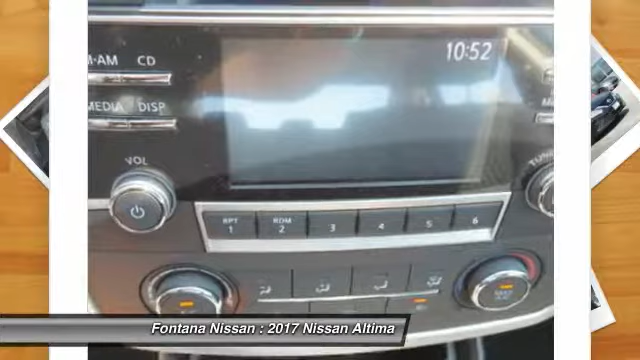 10:52
M·AM CD
MEDIA DISP
VOL
TUNE
RPT RDM
1 2 3 4 5 6
Fontana Nissan : 2017 Nissan Altima